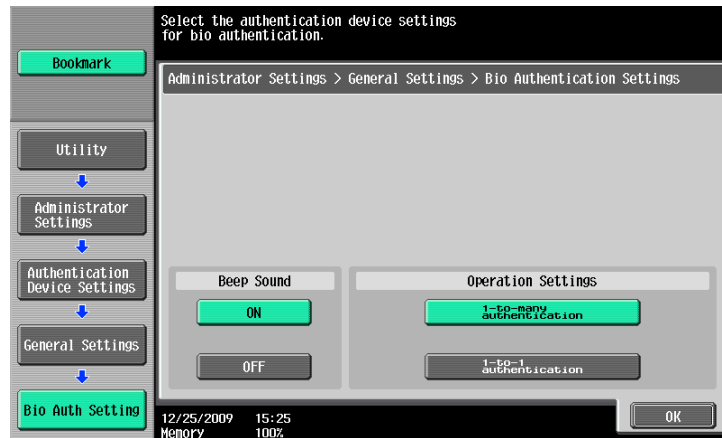 Select the authentication device settings
for bio authentication.
Bookmark
Administrator Settings > General Settings > Bio Authentication Settings
Utility
Administrator
Settings
Authentication
Device Settings
General Settings
Bio Auth Setting
Beep Sound
ON
OFF
Operation Settings
1-to-many
authentication
1-to-1
authentication
12/25/2009 15:25
Memory 100%
OK